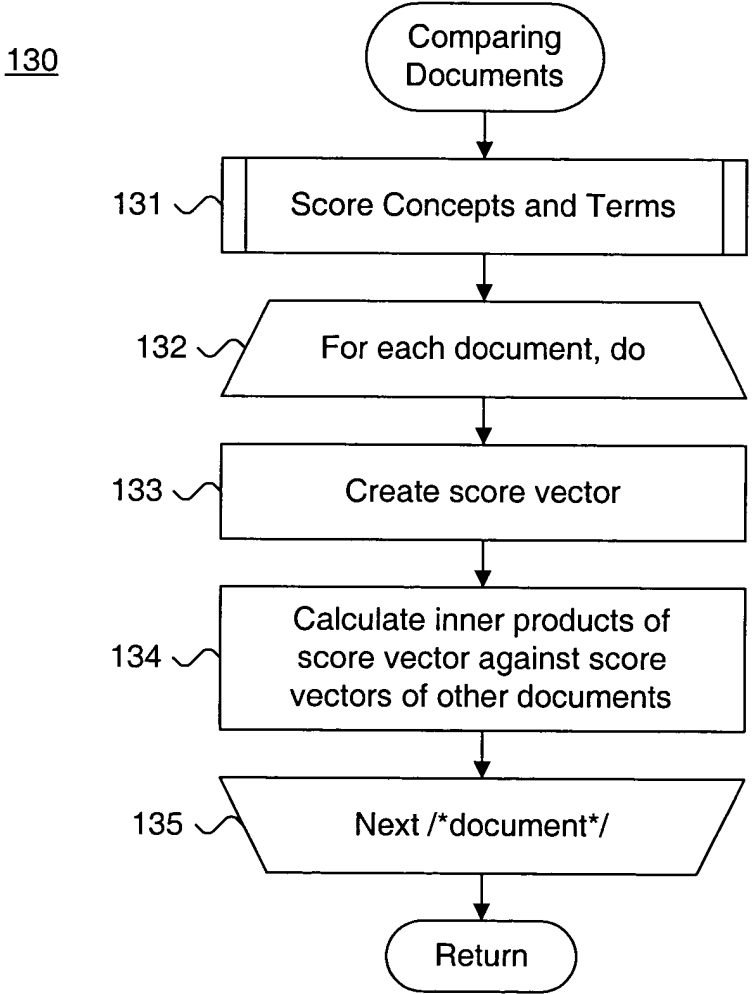 130
Comparing
Documents
131
Score Concepts and Terms
132
For each document, do
133
Create score vector
134
Calculate inner products of
score vector against score
vectors of other documents
135
Next /*document*/
Return